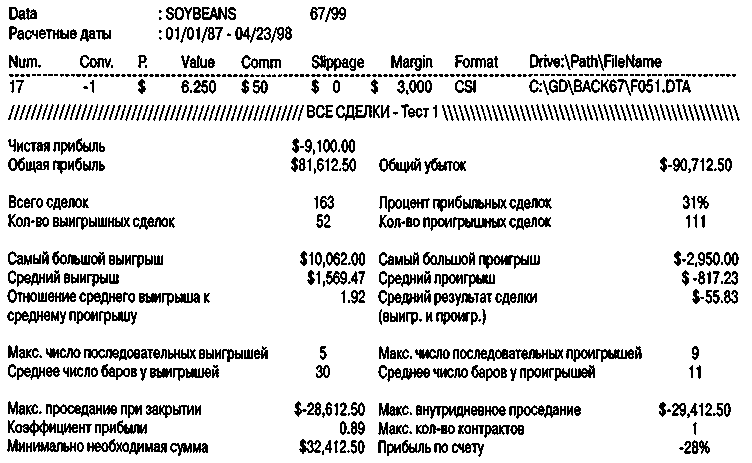 Data : SOYBEANS 67/99
Расчетные даты : 01/01/87 - 04/23/98
Num. Conv. P. Value Comm Slippage Margin Format Drive:\Path\FileName
17 -1 $ 6.250 $ 50 $ 0 $ 3,000 CSI C:\GD\BACK67\F051.DTA
//////////////////////////////////////////////// ВСЕ СДЕЛКИ - Тест 1 \\\\\\\\\\\\\\\\\\\\\\\\\\\\\\\\\\\\\\\\\\\\\\\\
Чистая прибыль $-9,100.00
Общая прибыль $81,612.50 Общий убыток $-90,712.50
Всего сделок 163 Процент прибыльных сделок 31%
Кол-во выигрышных сделок 52 Кол-во проигрышных сделок 111
Самый большой выигрыш $10,062.00 Самый большой проигрыш $-2,950.00
Средний выигрыш $1,569.47 Средний проигрыш $ -817.23
Отношение среднего выигрыша к 1.92 Средний результат сделки $-55.83
среднему проигрышу (выигр. и проигр.)
Макс. число последовательных выигрышей 5 Макс. число последовательных проигрышей 9
Среднее число баров у выигрышей 30 Среднее число баров у проигрышей 11
Макс. проседание при закрытии $-28,612.50 Макс. внутридневное проседание $-29,412.50
Коэффициент прибыли 0.89 Макс. кол-во контрактов 1
Минимально необходимая сумма $32,412.50 Прибыль по счету -28%